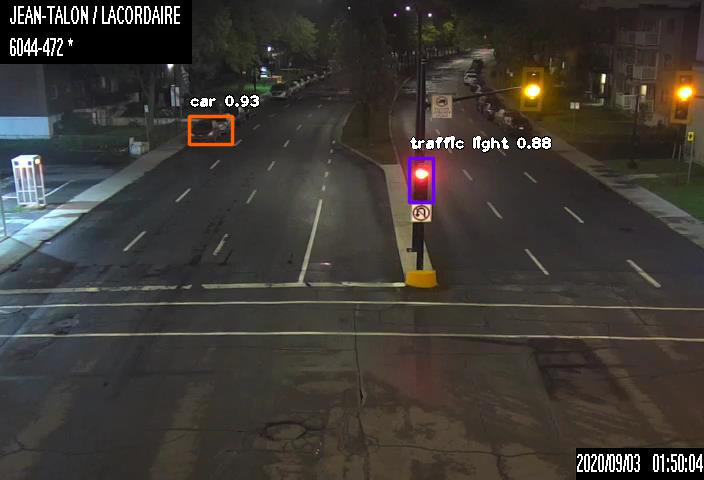 JEAN-TALON / LACORDAIRE
6044-472 *
car 0.93
traffic light 0.88
2020/09/03 01:50:04